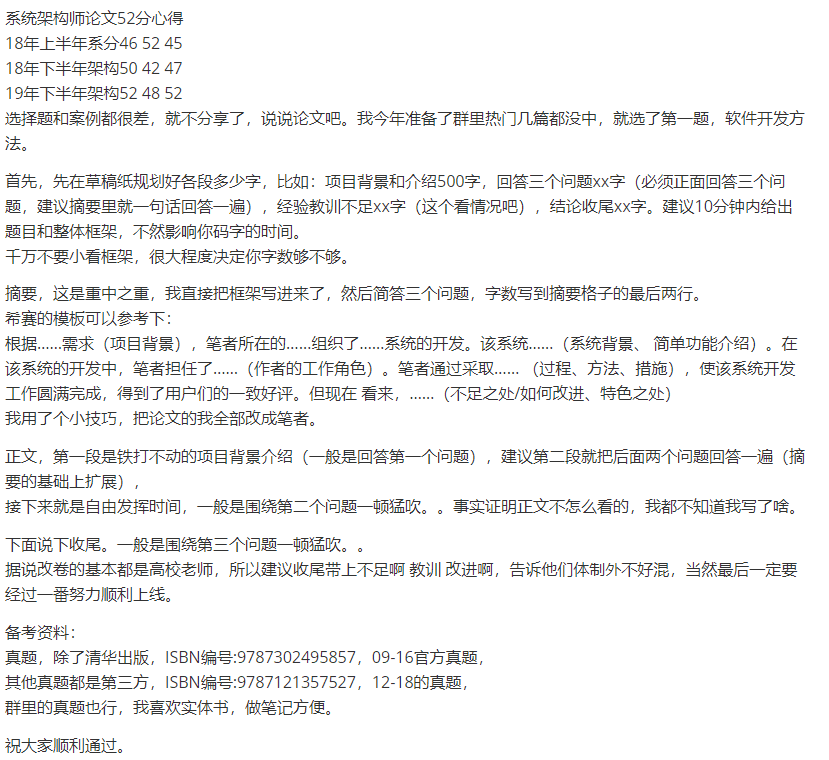 系统架构师论文52分心得
18年上半年系分46 52 45
18年下半年架构50 42 47
19年下半年架构52 48 52
选择题和案例都很差，就不分享了，说说论文吧。我今年准备了群里热门几篇都没中，就选了第一题，软件开发方
法。
首先，先在草稿纸规划好各段多少字，比如：项目背景和介绍500字，回答三个问题xx字（必须正面回答三个问
题，建议摘要里就一句话回答一遍），经验教训不足xx字（这个看情况吧），结论收尾xx字。建议10分钟内给出
题目和整体框架，不然影响你码字的时间。
千万不要小看框架，很大程度决定你字数够不够。
摘要，这是重中之重，我直接把框架写进来了，然后简答三个问题，字数写到摘要格子的最后两行。
希赛的模板可以参考下：
根据……需求（项目背景），笔者所在的……组织了……系统的开发。该系统……（系统背景、 简单功能介绍）。在
该系统的开发中，笔者担任了……（作者的工作角色）。笔者通过采取…… （过程、方法、措施），使该系统开发
工作圆满完成，得到了用户们的一致好评。但现在 看来，……（不足之处/如何改进、特色之处）
我用了个小技巧，把论文的我全部改成笔者。
正文，第一段是铁打不动的项目背景介绍（一般是回答第一个问题），建议第二段就把后面两个问题回答一遍（摘
要的基础上扩展），
接下来就是自由发挥时间，一般是围绕第二个问题一顿猛吹。。事实证明正文不怎么看的，我都不知道我写了啥。
下面说下收尾。一般是围绕第三个问题一顿猛吹。。
据说改卷的基本都是高校老师，所以建议收尾带上不足啊 教训 改进啊，告诉他们体制外不好混，当然最后一定要
经过一番努力顺利上线。
备考资料：
真题，除了清华出版，ISBN编号:9787302495857，09-16官方真题，
其他真题都是第三方，ISBN编号:9787121357527，12-18的真题，
群里的真题也行，我喜欢实体书，做笔记方便。
祝大家顺利通过。